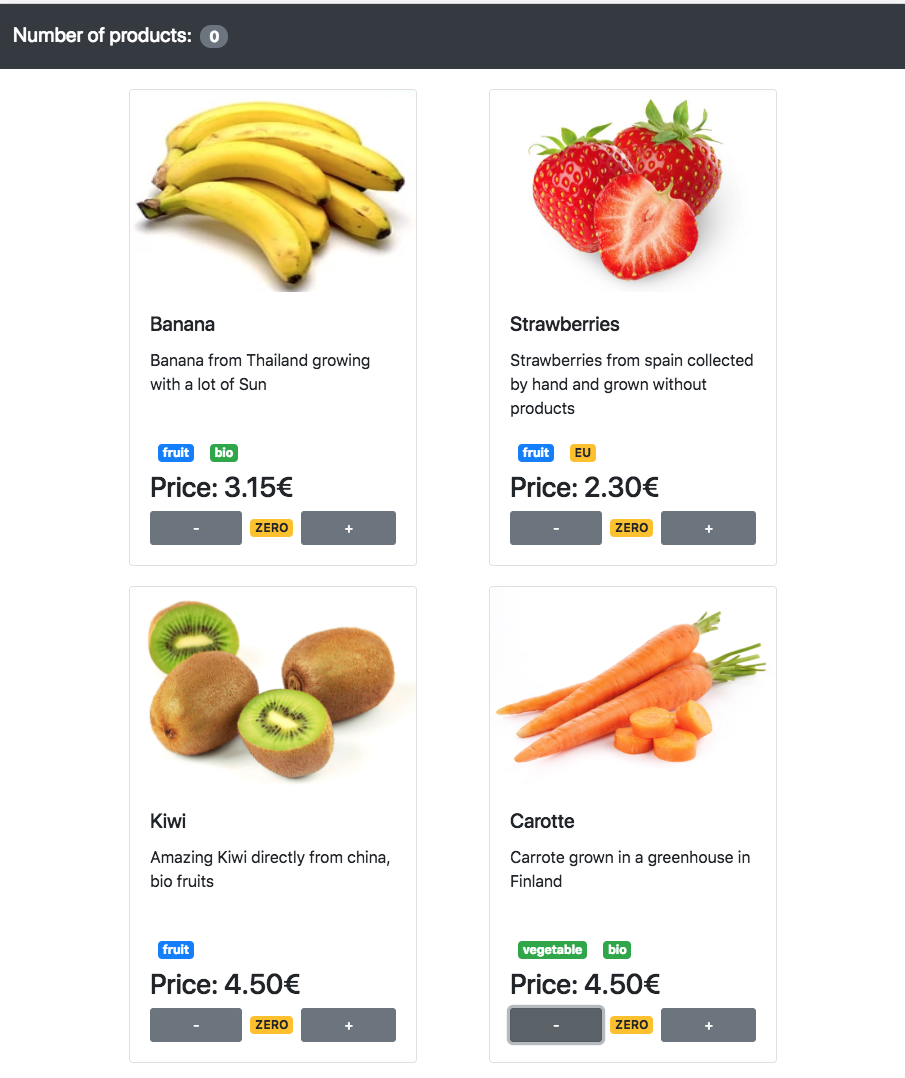 Number of products: 0
Banana
Banana from Thailand growing
with a lot of Sun
fruit bio
Price: 3.15€
- ZERO +
Strawberries
Strawberries from spain collected
by hand and grown without
products
fruit EU
Price: 2.30€
- ZERO +
Kiwi
Amazing Kiwi directly from china,
bio fruits
fruit
Price: 4.50€
- ZERO +
Carotte
Carrote grown in a greenhouse in
Finland
vegetable bio
Price: 4.50€
- ZERO +